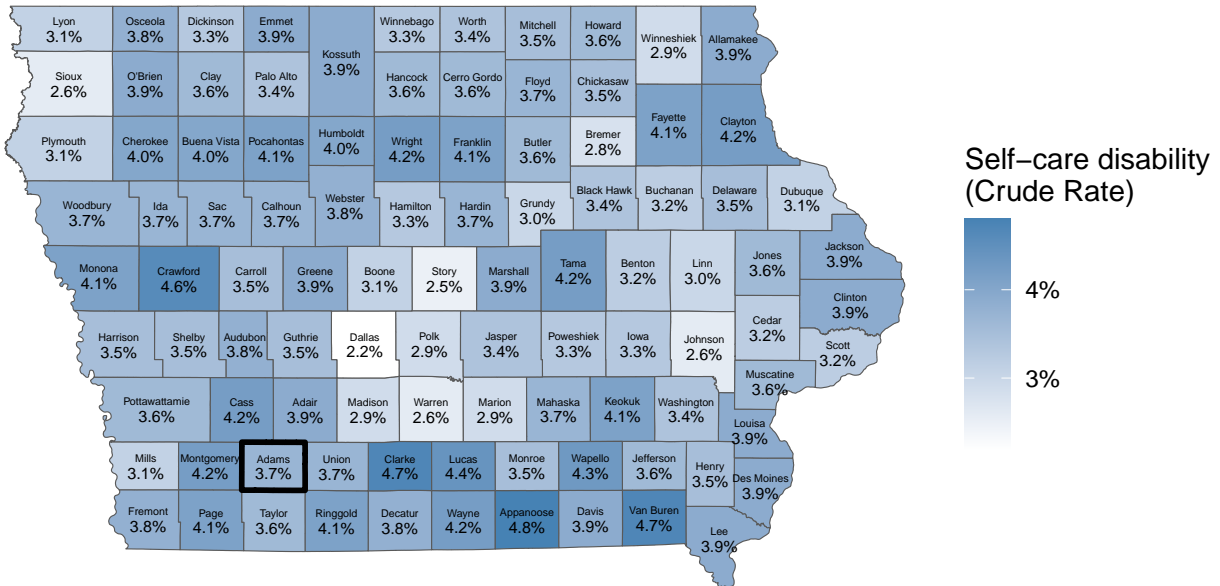 Lyon
3.1%
Osceola
3.8%
Dickinson
3.3%
Emmet
3.9%
Kossuth
3.9%
Winnebago
3.3%
Worth
3.4%
Mitchell
3.5%
Howard
3.6%
Winneshiek
2.9%
Allamakee
3.9%
Sioux
2.6%
O'Brien
3.9%
Clay
3.6%
Palo Alto
3.4%
Hancock
3.6%
Cerro Gordo
3.6%
Floyd
3.7%
Chickasaw
3.5%
Fayette
4.1%
Clayton
4.2%
Plymouth
3.1%
Cherokee
4.0%
Buena Vista
4.0%
Pocahontas
4.1%
Humboldt
4.0%
Wright
4.2%
Franklin
4.1%
Butler
3.6%
Bremer
2.8%
Woodbury
3.7%
Ida
3.7%
Sac
3.7%
Calhoun
3.7%
Webster
3.8%
Hamilton
3.3%
Hardin
3.7%
Grundy
3.0%
Black Hawk
3.4%
Buchanan
3.2%
Delaware
3.5%
Dubuque
3.1%
Monona
4.1%
Crawford
4.6%
Carroll
3.5%
Greene
3.9%
Boone
3.1%
Story
2.5%
Marshall
3.9%
Tama
4.2%
Benton
3.2%
Linn
3.0%
Jones
3.6%
Jackson
3.9%
Clinton
3.9%
Harrison
3.5%
Shelby
3.5%
Audubon
3.8%
Guthrie
3.5%
Dallas
2.2%
Polk
2.9%
Jasper
3.4%
Poweshiek
3.3%
Iowa
3.3%
Johnson
2.6%
Cedar
3.2%
Scott
3.2%
Muscatine
3.6%
Pottawattamie
3.6%
Cass
4.2%
Adair
3.9%
Madison
2.9%
Warren
2.6%
Marion
2.9%
Mahaska
3.7%
Keokuk
4.1%
Washington
3.4%
Louisa
3.9%
Mills
3.1%
Montgomery
4.2%
Adams
3.7%
Union
3.7%
Clarke
4.7%
Lucas
4.4%
Monroe
3.5%
Wapello
4.3%
Jefferson
3.6%
Henry
3.5%
Des Moines
3.9%
Fremont
3.8%
Page
4.1%
Taylor
3.6%
Ringgold
4.1%
Decatur
3.8%
Wayne
4.2%
Appanoose
4.8%
Davis
3.9%
Van Buren
4.7%
Lee
3.9%
Self−care disability
(Crude Rate)
4%
3%